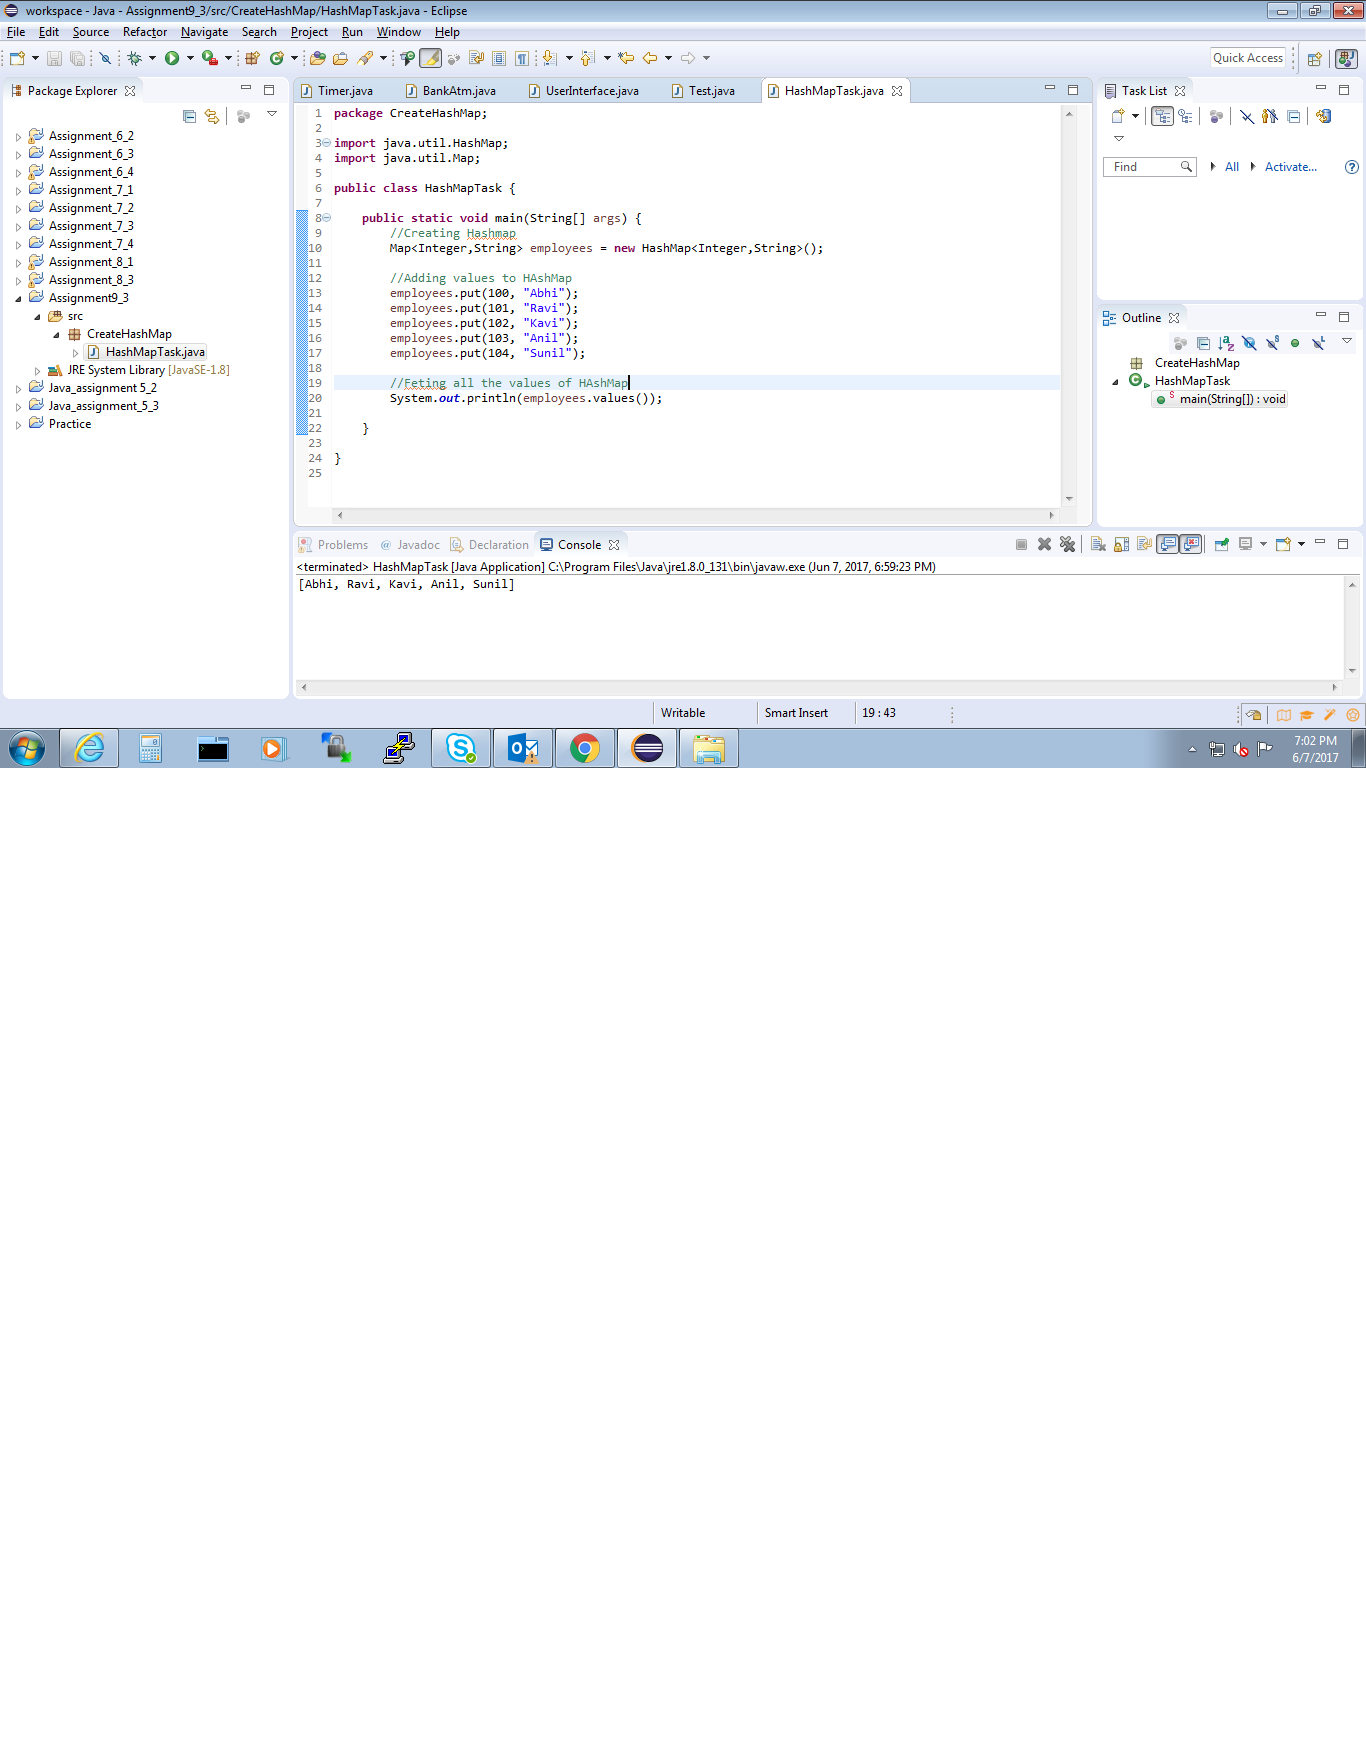 workspace - Java - Assignment9_3/src/CreateHashMap/HashMapTask.java - Eclipse
File Edit Source Refactor Navigate Search Project Run Window Help
Quick Access
Package Explorer
Assignment_6_2
Assignment_6_3
Assignment_6_4
Assignment_7_1
Assignment_7_2
Assignment_7_3
Assignment_7_4
Assignment_8_1
Assignment_8_3
Assignment9_3
src
CreateHashMap
HashMapTask.java
JRE System Library [JavaSE-1.8]
Java_assignment 5_2
Java_assignment_5_3
Practice
Timer.java BankAtm.java UserInterface.java Test.java HashMapTask.java
1 package CreateHashMap;
2
3 import java.util.HashMap;
4 import java.util.Map;
5
6 public class HashMapTask {
7
8 public static void main(String[] args) {
9 //Creating Hashmap
10 Map<Integer,String> employees = new HashMap<Integer,String>();
11
12 //Adding values to HAshMap
13 employees.put(100, "Abhi");
14 employees.put(101, "Ravi");
15 employees.put(102, "Kavi");
16 employees.put(103, "Anil");
17 employees.put(104, "Sunil");
18
19 //Feting all the values of HAshMap
20 System.out.println(employees.values());
21
22 }
23
24 }
25
Task List
Find All Activate...
Outline
CreateHashMap
HashMapTask
main(String[]) : void
Problems @ Javadoc Declaration Console
<terminated> HashMapTask [Java Application] C:\Program Files\Java\jre1.8.0_131\bin\javaw.exe (Jun 7, 2017, 6:59:23 PM)
[Abhi, Ravi, Kavi, Anil, Sunil]
Writable Smart Insert 19 : 43
7:02 PM
6/7/2017